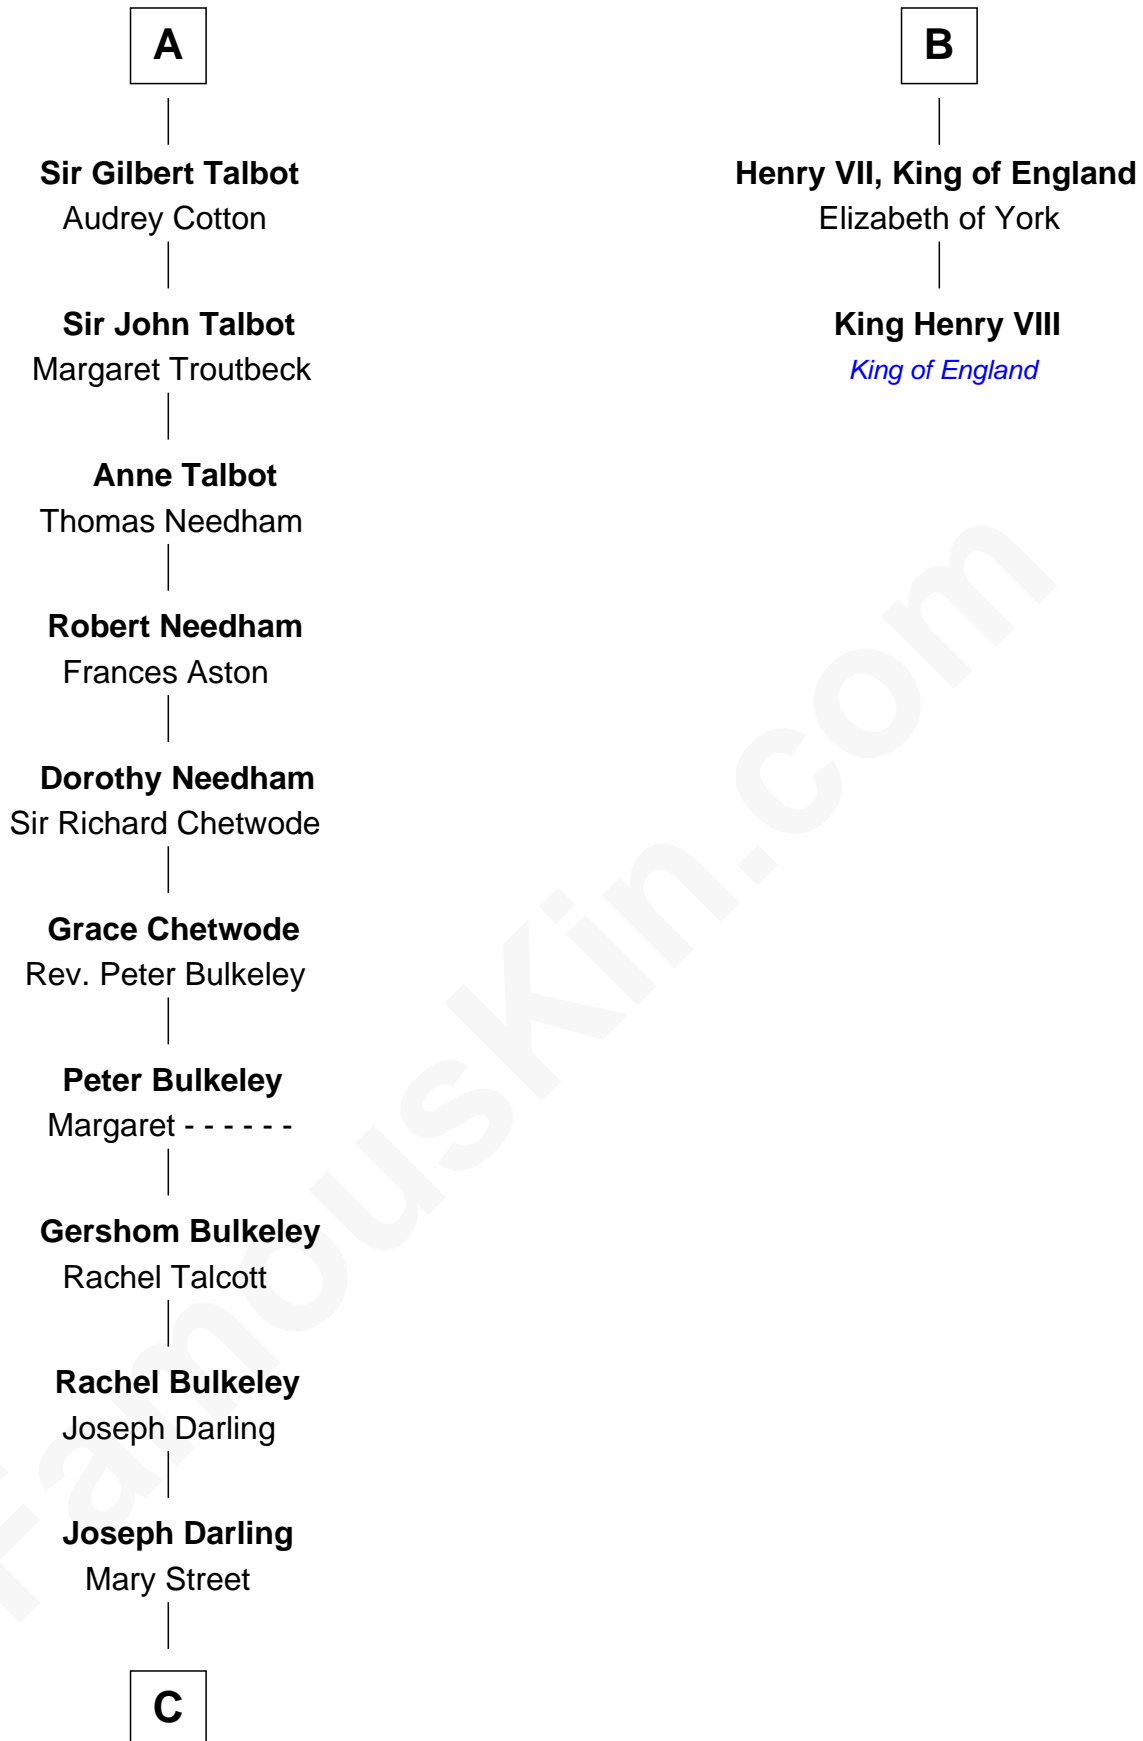 A
Sir Gilbert Talbot
Audrey Cotton
Sir John Talbot
Margaret Troutbeck
Anne Talbot
Thomas Needham
Robert Needham
Frances Aston
Dorothy Needham
Sir Richard Chetwode
Grace Chetwode
Rev. Peter Bulkeley
Peter Bulkeley
Margaret - - - - - -
Gershom Bulkeley
Rachel Talcott
Rachel Bulkeley
Joseph Darling
Joseph Darling
Mary Street
C
B
Henry VII, King of England
Elizabeth of York
King Henry VIII
King of England
FamousKin.com